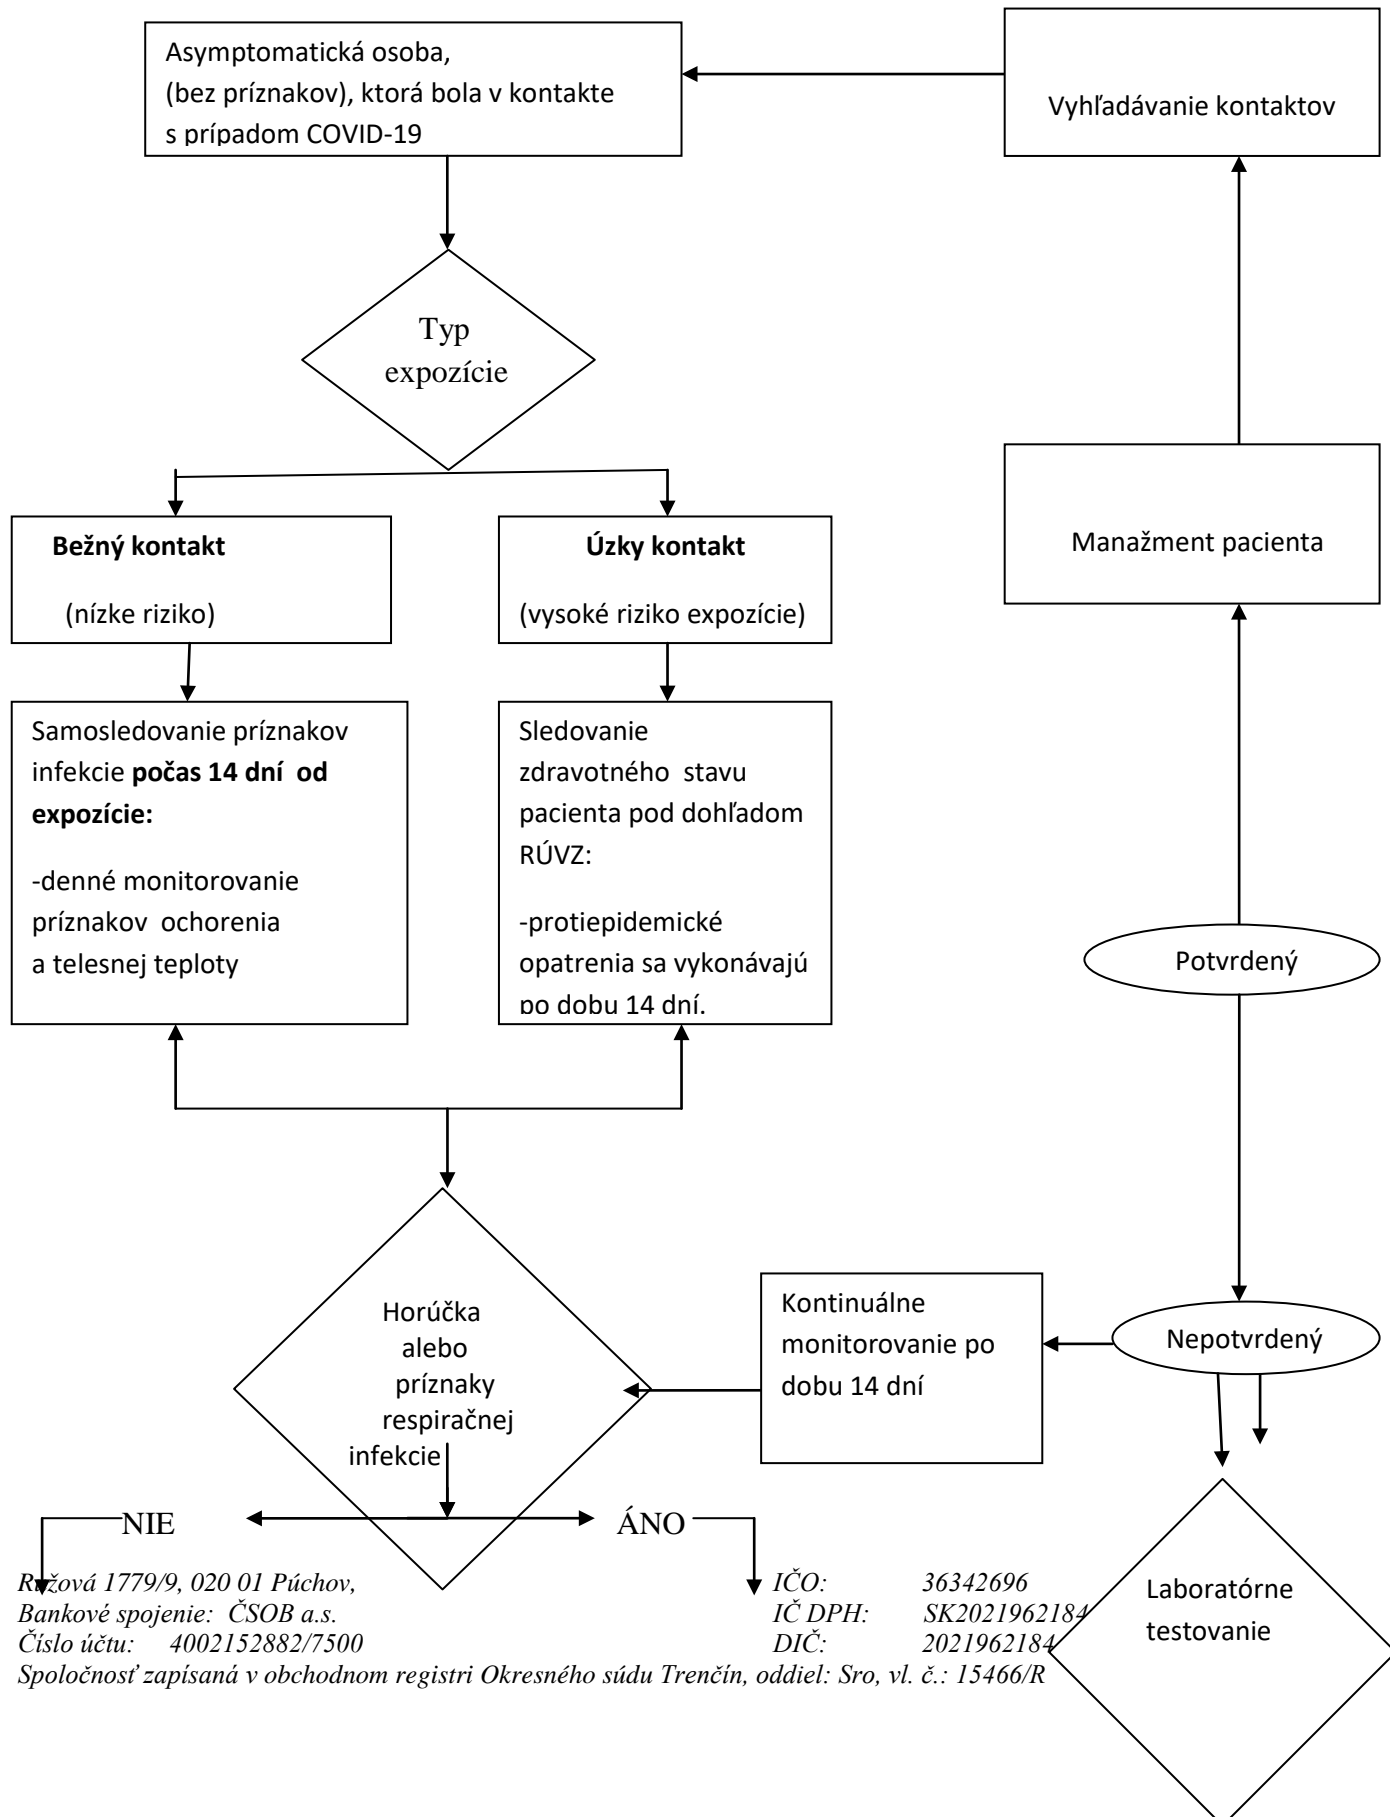 Asymptomatická osoba,
(bez príznakov), ktorá bola v kontakte
s prípadom COVID-19
Vyhľadávanie kontaktov
Typ
expozície
Bežný kontakt
(nízke riziko)
Úzky kontakt
(vysoké riziko expozície)
Manažment pacienta
Samosledovanie príznakov
infekcie počas 14 dní od
expozície:
-denné monitorovanie
príznakov ochorenia
a telesnej teploty
Sledovanie
zdravotného stavu
pacienta pod dohľadom
RÚVZ:
-protiepidemické
opatrenia sa vykonávajú
po dobu 14 dní.
Potvrdený
Horúčka
alebo
príznaky
respiračnej
infekcie
Kontinuálne
monitorovanie po
dobu 14 dní
Nepotvrdený
NIE
ÁNO
Laboratórne
testovanie
Ružová 1779/9, 020 01 Púchov,
Bankové spojenie: ČSOB a.s.
Číslo účtu: 4002152882/7500
IČO: 36342696
IČ DPH: SK2021962184
DIČ: 2021962184
Spoločnosť zapísaná v obchodnom registri Okresného súdu Trenčín, oddiel: Sro, vl. č.: 15466/R